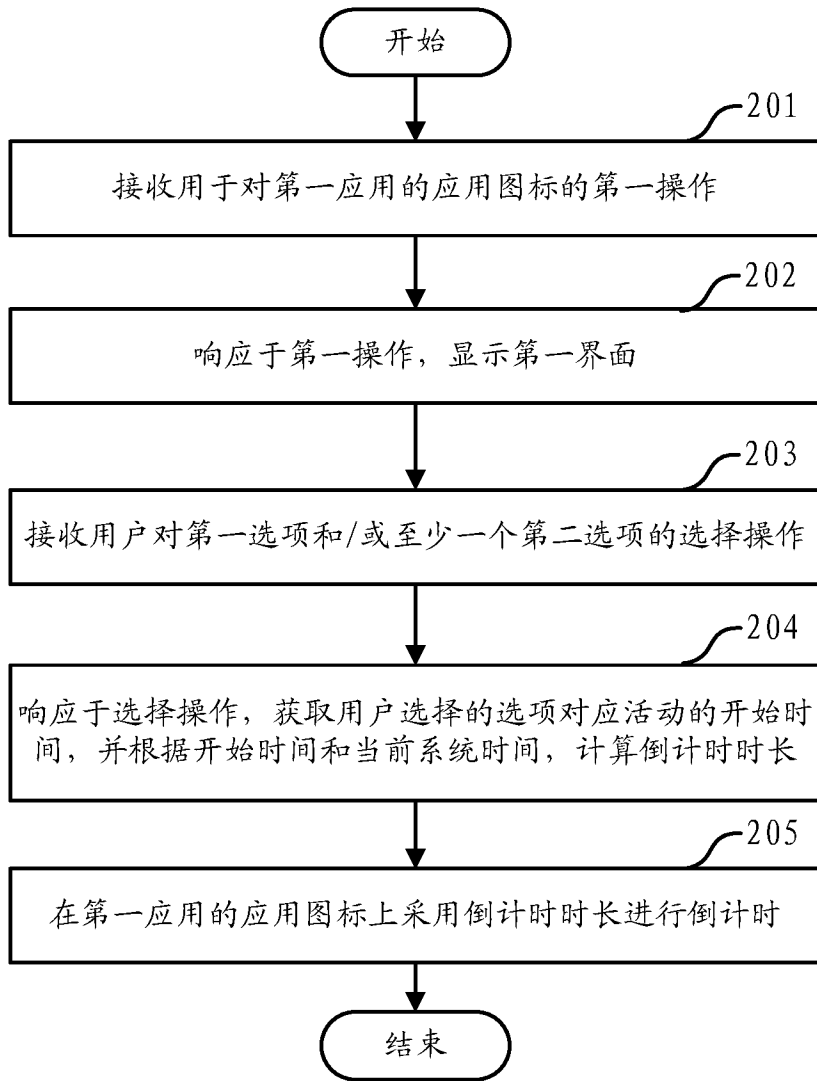 开始
201
接收用于对第一应用的应用图标的第一操作
202
响应于第一操作，显示第一界面
203
接收用户对第一选项和/或至少一个第二选项的选择操作
204
响应于选择操作，获取用户选择的选项对应活动的开始时
间，并根据开始时间和当前系统时间，计算倒计时时长
205
在第一应用的应用图标上采用倒计时时长进行倒计时
结束